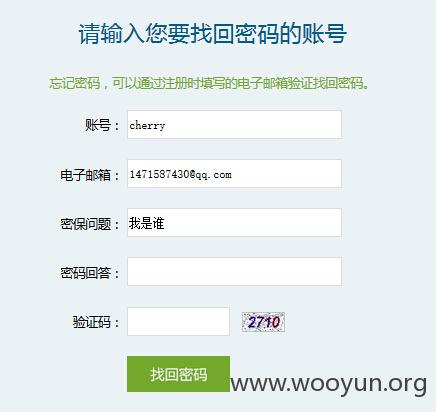 请输入您要找回密码的账号
忘记密码，可以通过注册时填写的电子邮箱验证找回密码。
账号： cherry
电子邮箱： 1471587430@qq.com
密保问题： 我是谁
密码回答：
验证码： 2710
找回密码
www.wooyun.org